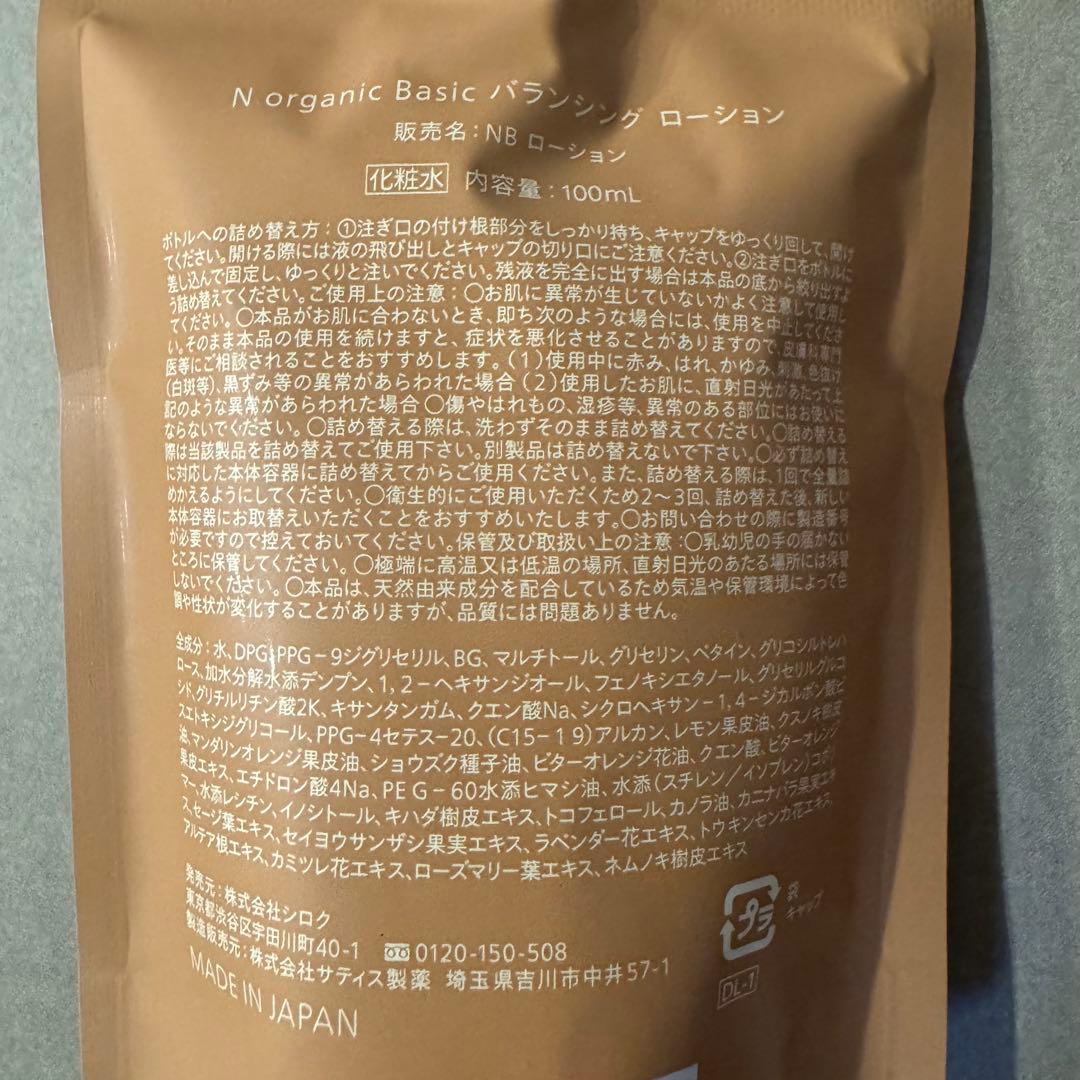 N organic Basic バランシング ローション
販売名：NB ローション
化粧水 内容量：100mL
ボトルへの詰め替え方：①注ぎ口の付け根部分をしっかり持ち、キャップをゆっくり回して、開け
てください。開ける際には液の飛び出しとキャップの切り口にご注意ください。②注ぎ口をボトルに
差し込んで固定し、ゆっくりと注いでください。残液を完全に出す場合は本品の底から絞り出すよ
う詰め替えてください。ご使用上の注意：〇お肌に異常が生じていないかよく注意して使用し
てください。〇本品がお肌に合わないとき、即ち次のような場合には、使用を中止してくださ
い。そのまま本品の使用を続けますと、症状を悪化させることがありますので、皮膚科専門
医等にご相談されることをおすすめします。（1）使用中に赤み、はれ、かゆみ、刺激、色抜け
（白斑等）、黒ずみ等の異常があらわれた場合（2）使用したお肌に、直射日光があたって上
記のような異常があらわれた場合 〇傷やはれもの、湿疹等、異常のある部位にはお使いに
ならないでください。〇詰め替える際は、洗わずそのまま詰め替えてください。〇詰め替える
際は当該製品を詰め替えてご使用下さい。別製品は詰め替えないで下さい。〇必ず詰め替え
に対応した本体容器に詰め替えてからご使用ください。また、詰め替える際は、1回で全量詰
めかえるようにしてください。〇衛生的にご使用いただくため2〜3回、詰め替えた後、新しい
本体容器にお取替えいただくことをおすすめいたします。〇お問い合わせの際に製造番号
が必要ですので控えておいてください。保管及び取扱い上の注意：〇乳幼児の手の届かない
ところに保管してください。〇極端に高温又は低温の場所、直射日光のあたる場所には保管
しないでください。〇本品は、天然由来成分を配合しているため気温や保管環境によって色
調や性状が変化することがありますが、品質には問題ありません。
全成分：水、DPG、PPG－9ジグリセリル、BG、マルチトール、グリセリン、ベタイン、グリコシルトレハ
ロース、加水分解水添デンプン、1，2－ヘキサンジオール、フェノキシエタノール、グリセリルグルコ
シド、グリチルリチン酸2K、キサンタンガム、クエン酸Na、シクロヘキサン－1，4－ジカルボン酸ビ
スエトキシジグリコール、PPG－4セテス－20、（C15－19）アルカン、レモン果皮油、クスノキ樹皮
油、マンダリンオレンジ果皮油、ショウズク種子油、ビターオレンジ花油、クエン酸、ビターオレンジ
果皮エキス、エチドロン酸4Na、PEG－60水添ヒマシ油、水添（スチレン／イソプレン）コポリ
マー、水添レシチン、イノシトール、キハダ樹皮エキス、トコフェロール、カノラ油、カニナバラ果実エキ
ス、セージ葉エキス、セイヨウサンザシ果実エキス、ラベンダー花エキス、トウキンセンカ花エキス、
アルテア根エキス、カミツレ花エキス、ローズマリー葉エキス、ネムノキ樹皮エキス
発売元：株式会社シロク
東京都渋谷区宇田川町40-1 0120-150-508
製造販売元：株式会社サティス製薬 埼玉県吉川市中井57-1
MADE IN JAPAN
プラ
袋
キャップ
DL-1